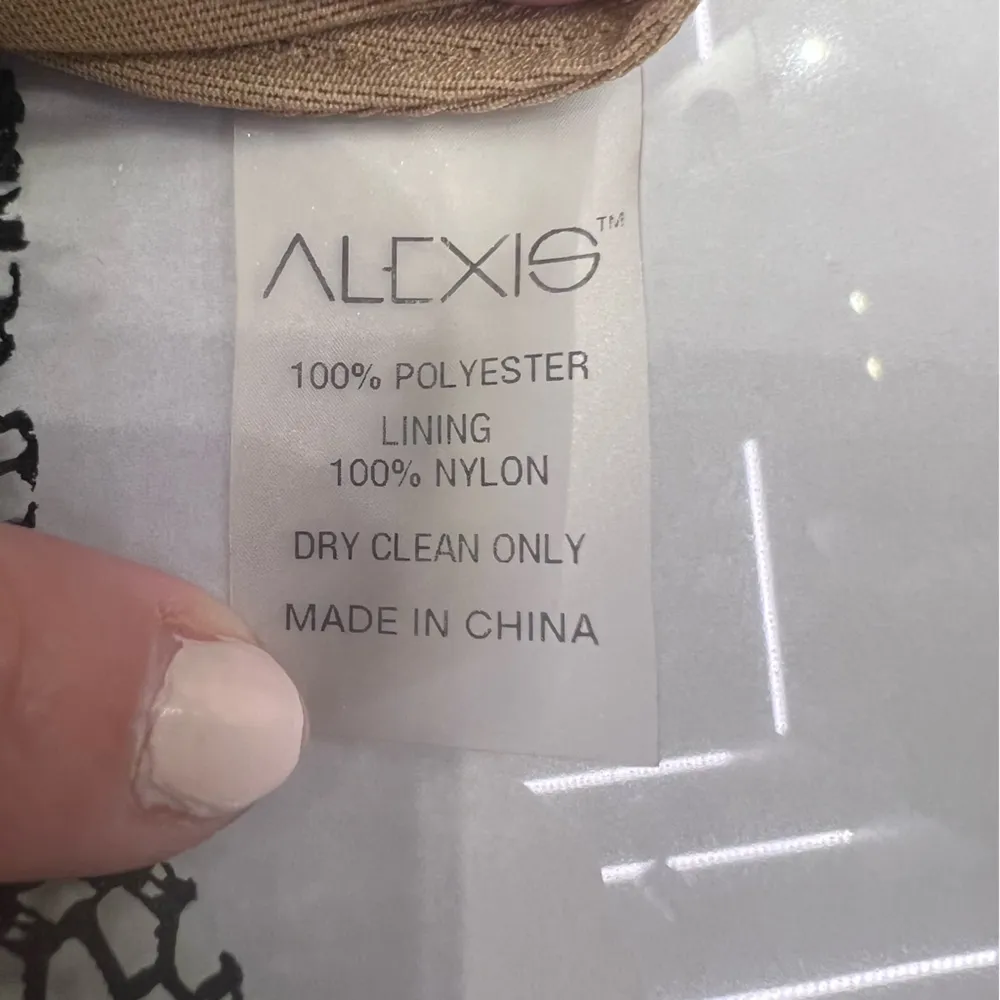 ALEXIS™
100% POLYESTER
LINING
100% NYLON
DRY CLEAN ONLY
MADE IN CHINA